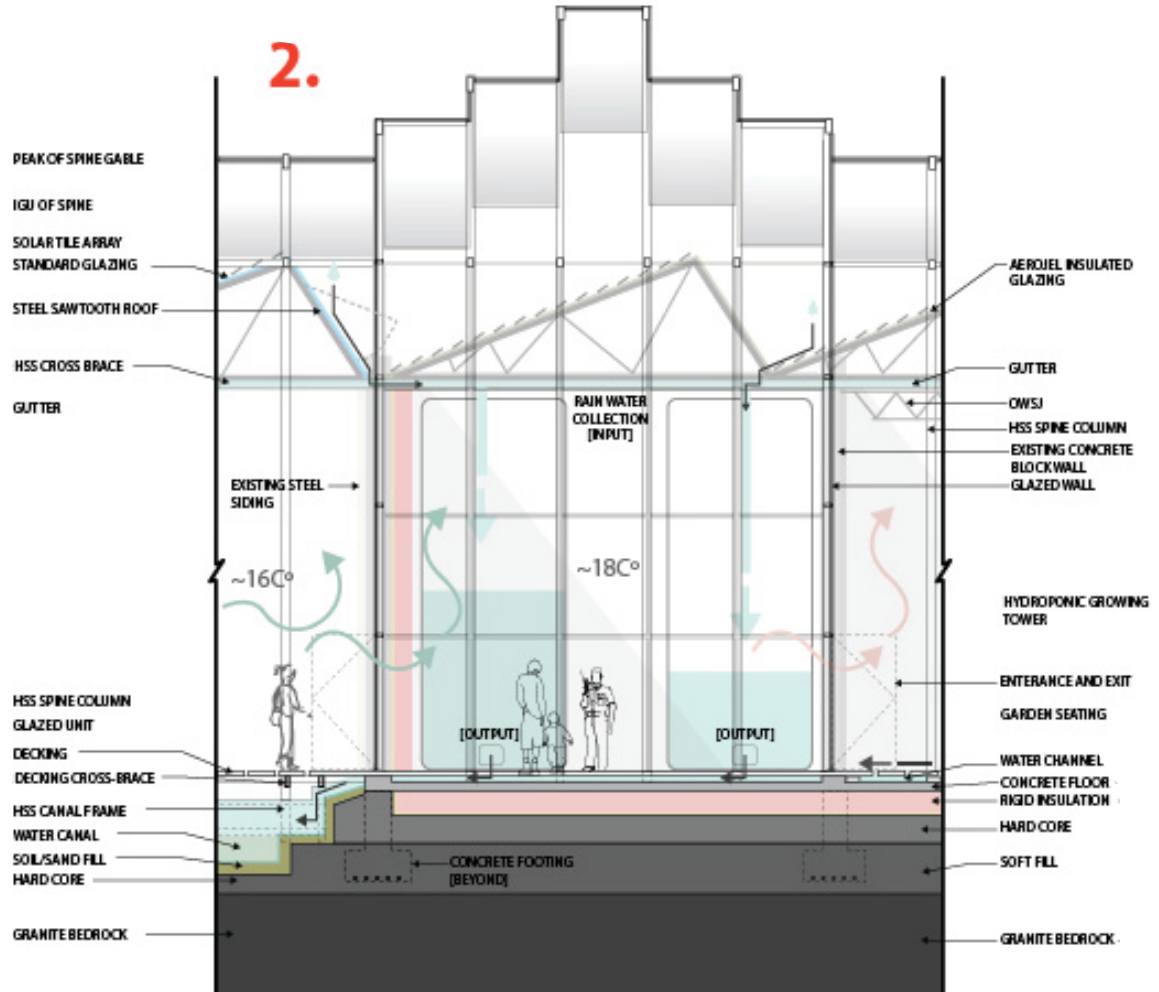 2.
PEAK OF SPINE GABLE
IGU OF SPINE
SOLAR TILE ARRAY
STANDARD GLAZING
STEEL SAWTOOTH ROOF
HSS CROSS BRACE
GUTTER
EXISTING STEEL
SIDING
~16C°
RAIN WATER
COLLECTION
[INPUT]
~18C°
[OUTPUT]
[OUTPUT]
AEROJEL INSULATED
GLAZING
GUTTER
OWSJ
HSS SPINE COLUMN
EXISTING CONCRETE
BLOCK WALL
GLAZED WALL
HYDROPONIC GROWING
TOWER
ENTERANCE AND EXIT
GARDEN SEATING
WATER CHANNEL
CONCRETE FLOOR
RIGID INSULATION
HARD CORE
SOFT FILL
GRANITE BEDROCK
HSS SPINE COLUMN
GLAZED UNIT
DECKING
DECKING CROSS-BRACE
HSS CANAL FRAME
WATER CANAL
SOIL/SAND FILL
HARD CORE
CONCRETE FOOTING
[BEYOND]
GRANITE BEDROCK